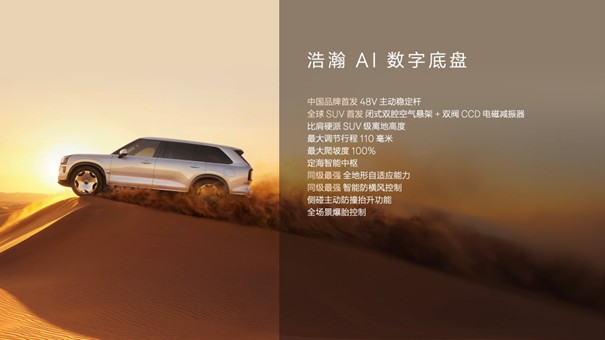 浩瀚 AI 数字底盘
中国品牌首发 48V 主动稳定杆
全球 SUV 首发 闭式双腔空气悬架 + 双阀 CCD 电磁减振器
比肩硬派 SUV 级离地高度
最大调节行程 110 毫米
最大爬坡度 100%
定海智能中枢
同级最强 全地形自适应能力
同级最强 智能防横风控制
侧碰主动防撞抬升功能
全场景爆胎控制